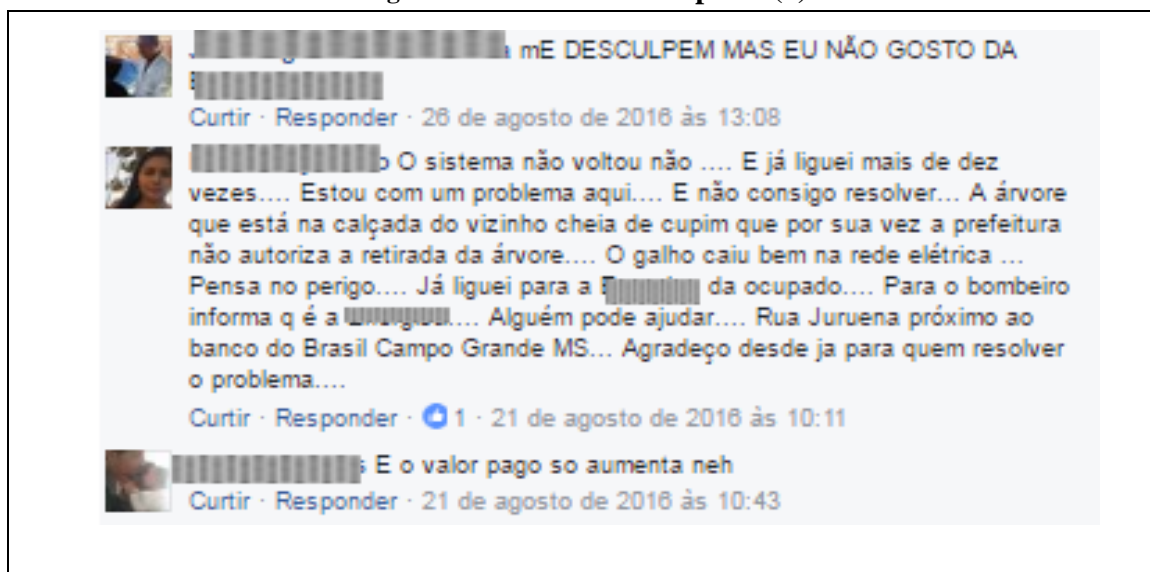 mE DESCULPEM MAS EU NÃO GOSTO DA
Curtir · Responder · 26 de agosto de 2016 às 13:08
O sistema não voltou não .... E já liguei mais de dez
vezes.... Estou com um problema aqui.... E não consigo resolver... A árvore
que está na calçada do vizinho cheia de cupim que por sua vez a prefeitura
não autoriza a retirada da árvore.... O galho caiu bem na rede elétrica ...
Pensa no perigo.... Já liguei para a da ocupado.... Para o bombeiro
informa q é a .... Alguém pode ajudar.... Rua Juruena próximo ao
banco do Brasil Campo Grande MS... Agradeço desde ja para quem resolver
o problema....
Curtir · Responder · 1 · 21 de agosto de 2016 às 10:11
E o valor pago so aumenta neh
Curtir · Responder · 21 de agosto de 2016 às 10:43